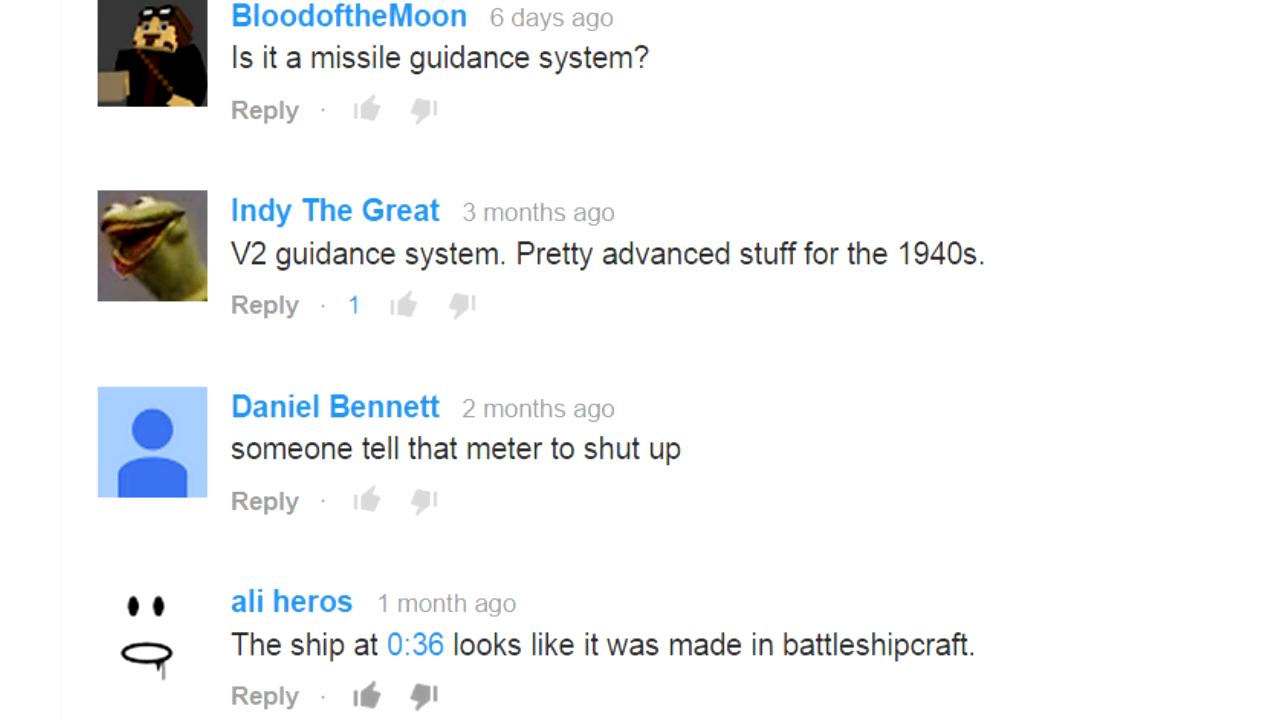 BloodoftheMoon 6 days ago
Is it a missile guidance system?
Reply ·
Indy The Great 3 months ago
V2 guidance system. Pretty advanced stuff for the 1940s.
Reply · 1
Daniel Bennett 2 months ago
someone tell that meter to shut up
Reply ·
ali heros 1 month ago
The ship at 0:36 looks like it was made in battleshipcraft.
Reply ·